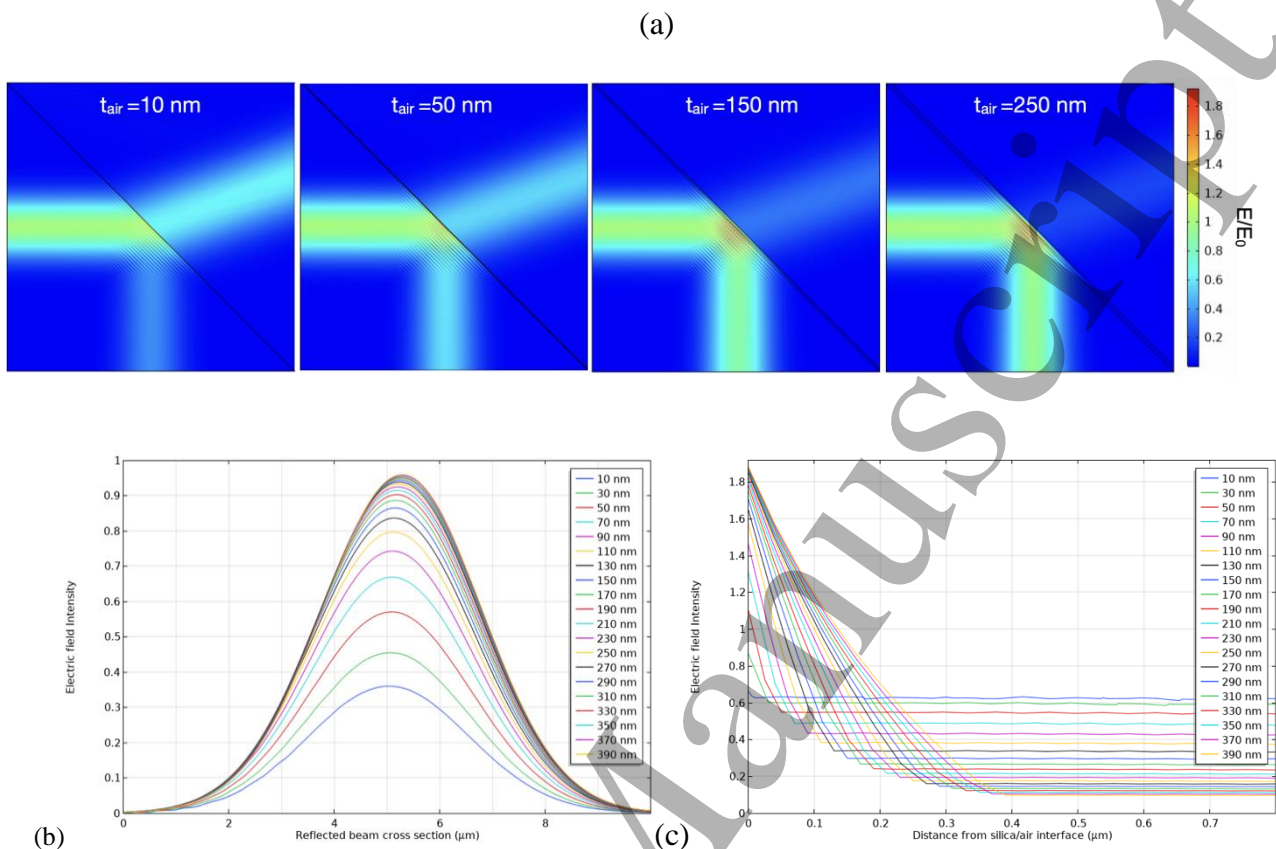 (a)
t_air =10 nm
t_air =50 nm
t_air =150 nm
t_air =250 nm
1.8
1.6
1.4
1.2
1
0.8
0.6
0.4
0.2
E/E₀
1
0.9
0.8
0.7
0.6
0.5
0.4
0.3
0.2
0.1
0
Electric field Intensity
0 2 4 6 8
Reflected beam cross section (µm)
10 nm
30 nm
50 nm
70 nm
90 nm
110 nm
130 nm
150 nm
170 nm
190 nm
210 nm
230 nm
250 nm
270 nm
290 nm
310 nm
330 nm
350 nm
370 nm
390 nm
(b)
1.8
1.6
1.4
1.2
1
0.8
0.6
0.4
0.2
0
Electric field Intensity
0 0.1 0.2 0.3 0.4 0.5 0.6 0.7
Distance from silica/air interface (µm)
10 nm
30 nm
50 nm
70 nm
90 nm
110 nm
130 nm
150 nm
170 nm
190 nm
210 nm
230 nm
250 nm
270 nm
290 nm
310 nm
330 nm
350 nm
370 nm
390 nm
(c)
Manuscript